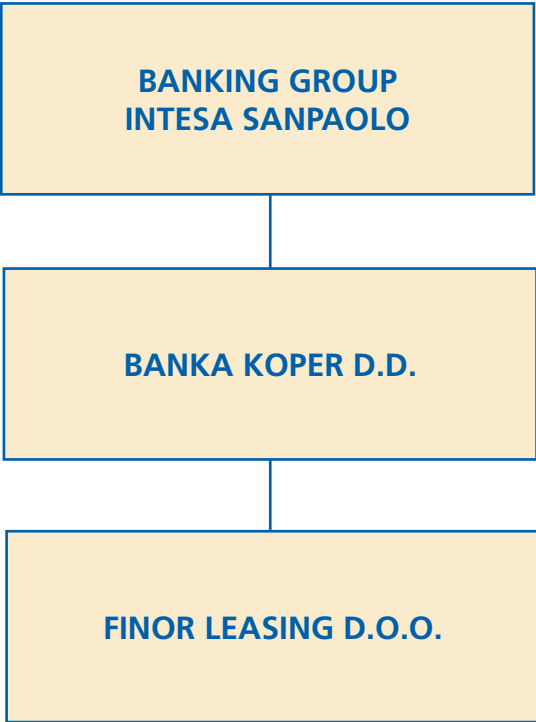 BANKING GROUP
INTESA SANPAOLO
BANKA KOPER D.D.
FINOR LEASING D.O.O.